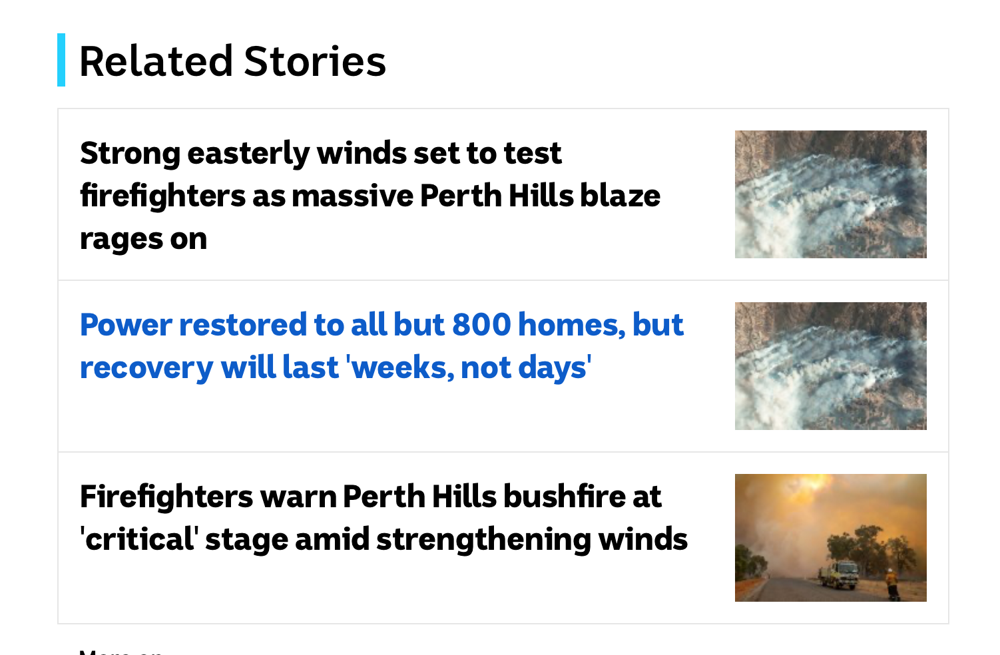 Related Stories
Strong easterly winds set to test
firefighters as massive Perth Hills blaze
rages on
Power restored to all but 800 homes, but
recovery will last 'weeks, not days'
Firefighters warn Perth Hills bushfire at
'critical' stage amid strengthening winds
More on